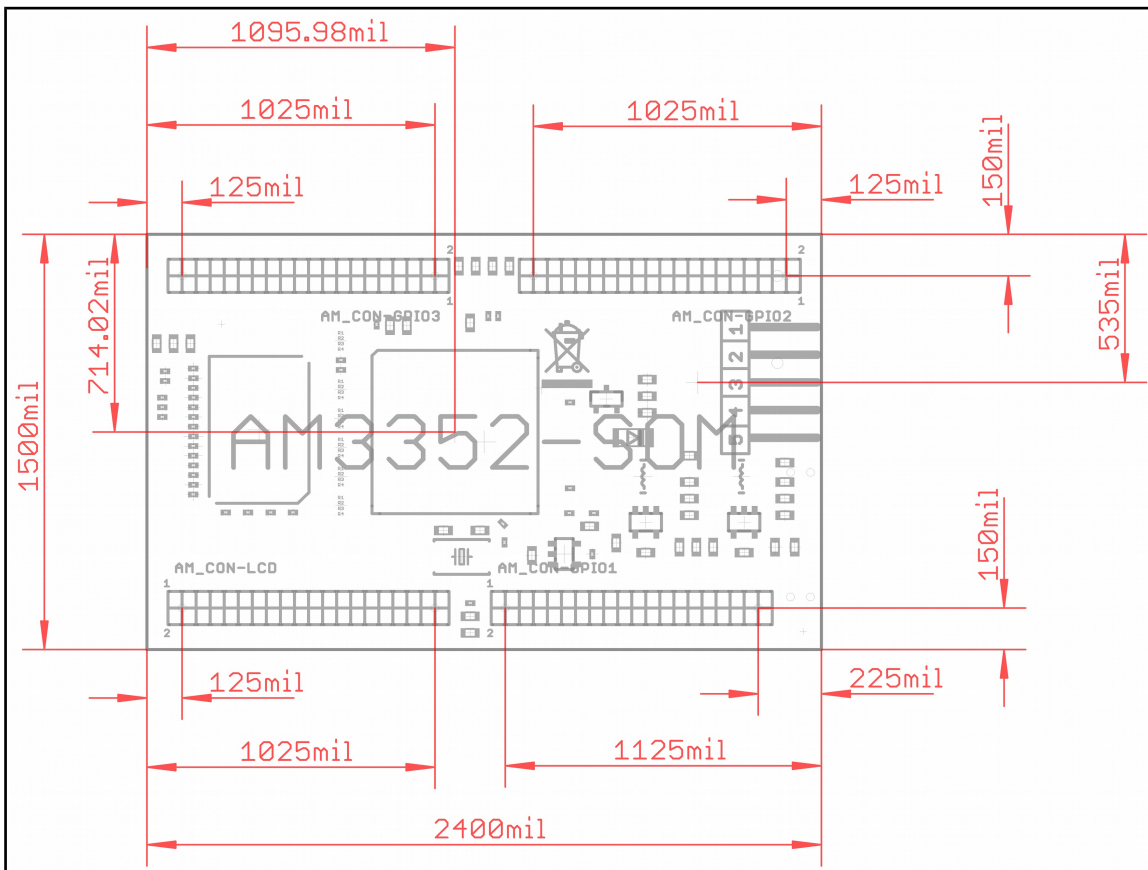 1095.98mil
1025mil
1025mil
125mil
125mil
150mil
2
2
1
1
AM_CON-GPIO3
AM_CON-GPIO2
714.02mil
535mil
1
2
3
4
5
AM3352-SOM
1500mil
AM_CON-LCD
AM_CON-GPIO1
1
1
2
2
150mil
125mil
225mil
1025mil
1125mil
2400mil